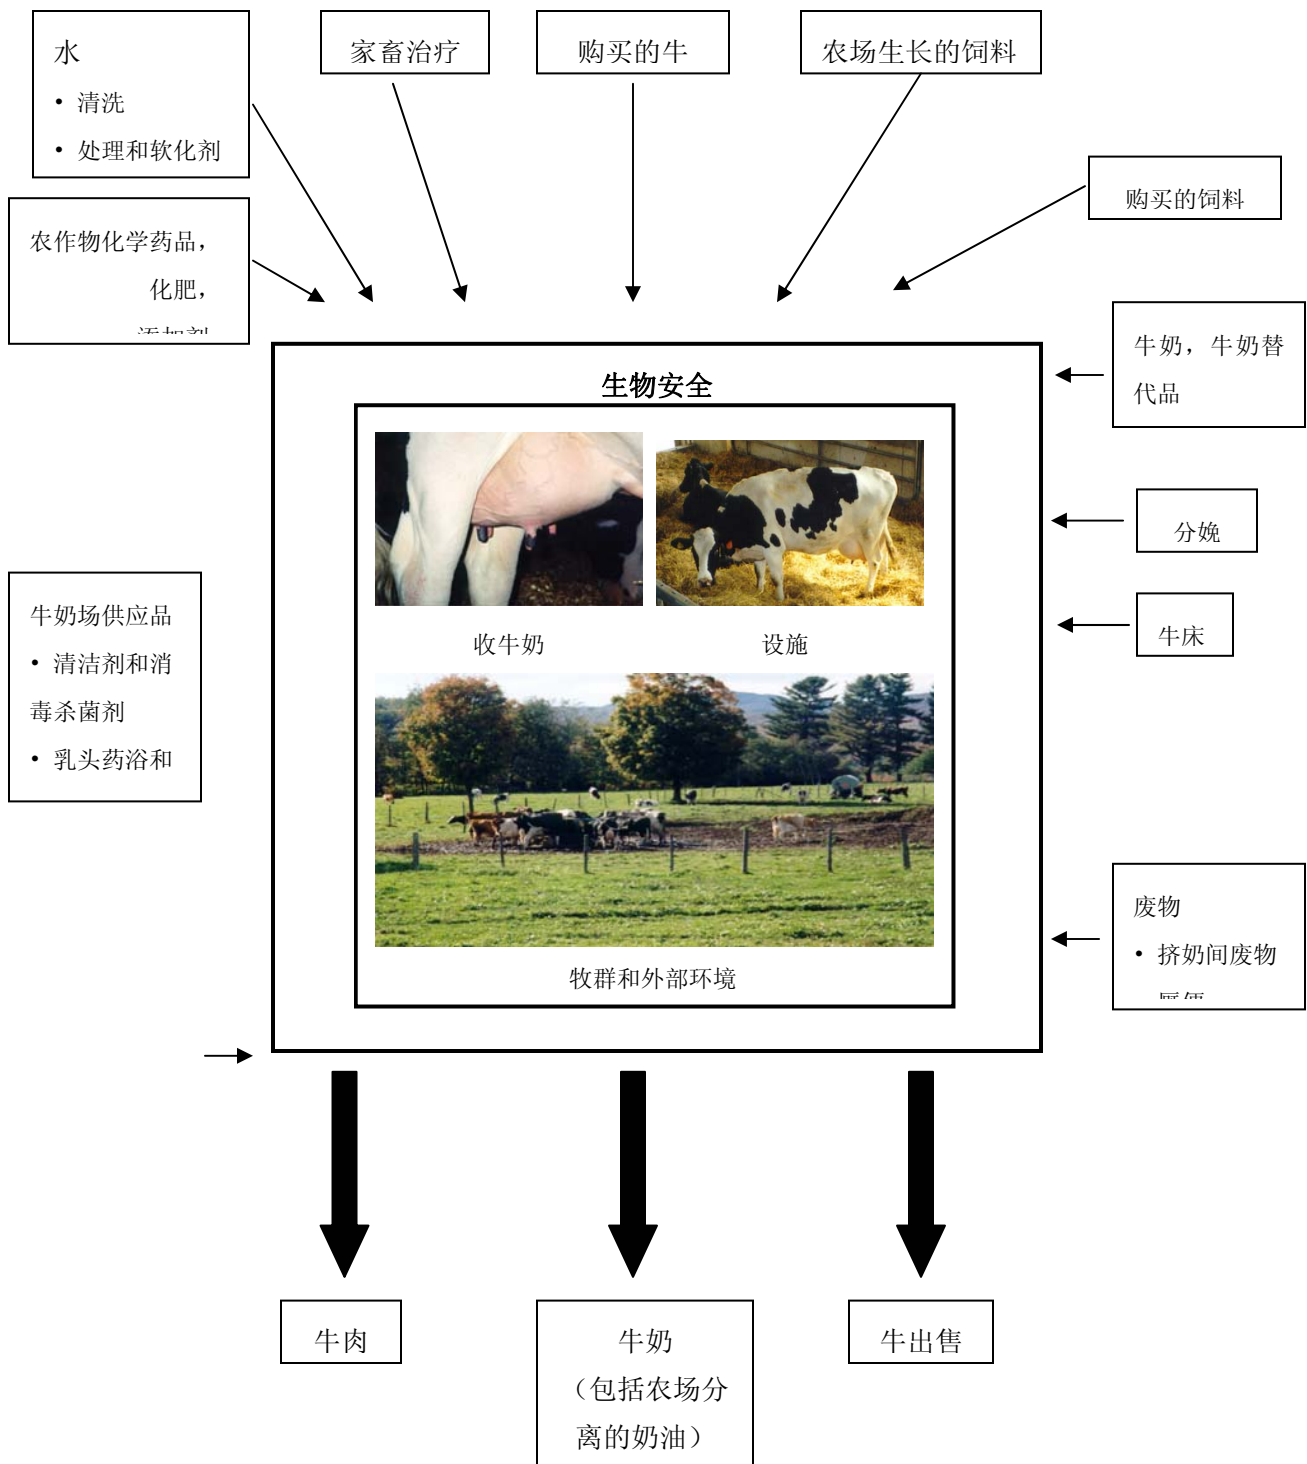 水
• 清洗
• 处理和软化剂
家畜治疗
购买的牛
农场生长的饲料
购买的饲料
农作物化学药品，
化肥，
牛奶，牛奶替
代品
生物安全
分娩
牛床
收牛奶
设施
牛奶场供应品
• 清洁剂和消
毒杀菌剂
• 乳头药浴和
废物
• 挤奶间废物
牧群和外部环境
牛肉
牛奶
（包括农场分
离的奶油）
牛出售